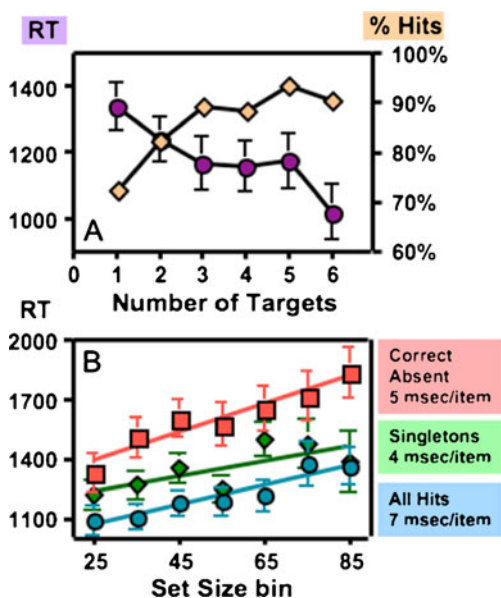 RT % Hits
1400
1200
1000
100%
90%
80%
70%
60%
A
0 1 2 3 4 5 6
Number of Targets
RT
2000
1700
1400
1100
B
25 45 65 85
Set Size bin
Correct
Absent
5 msec/item
Singletons
4 msec/item
All Hits
7 msec/item